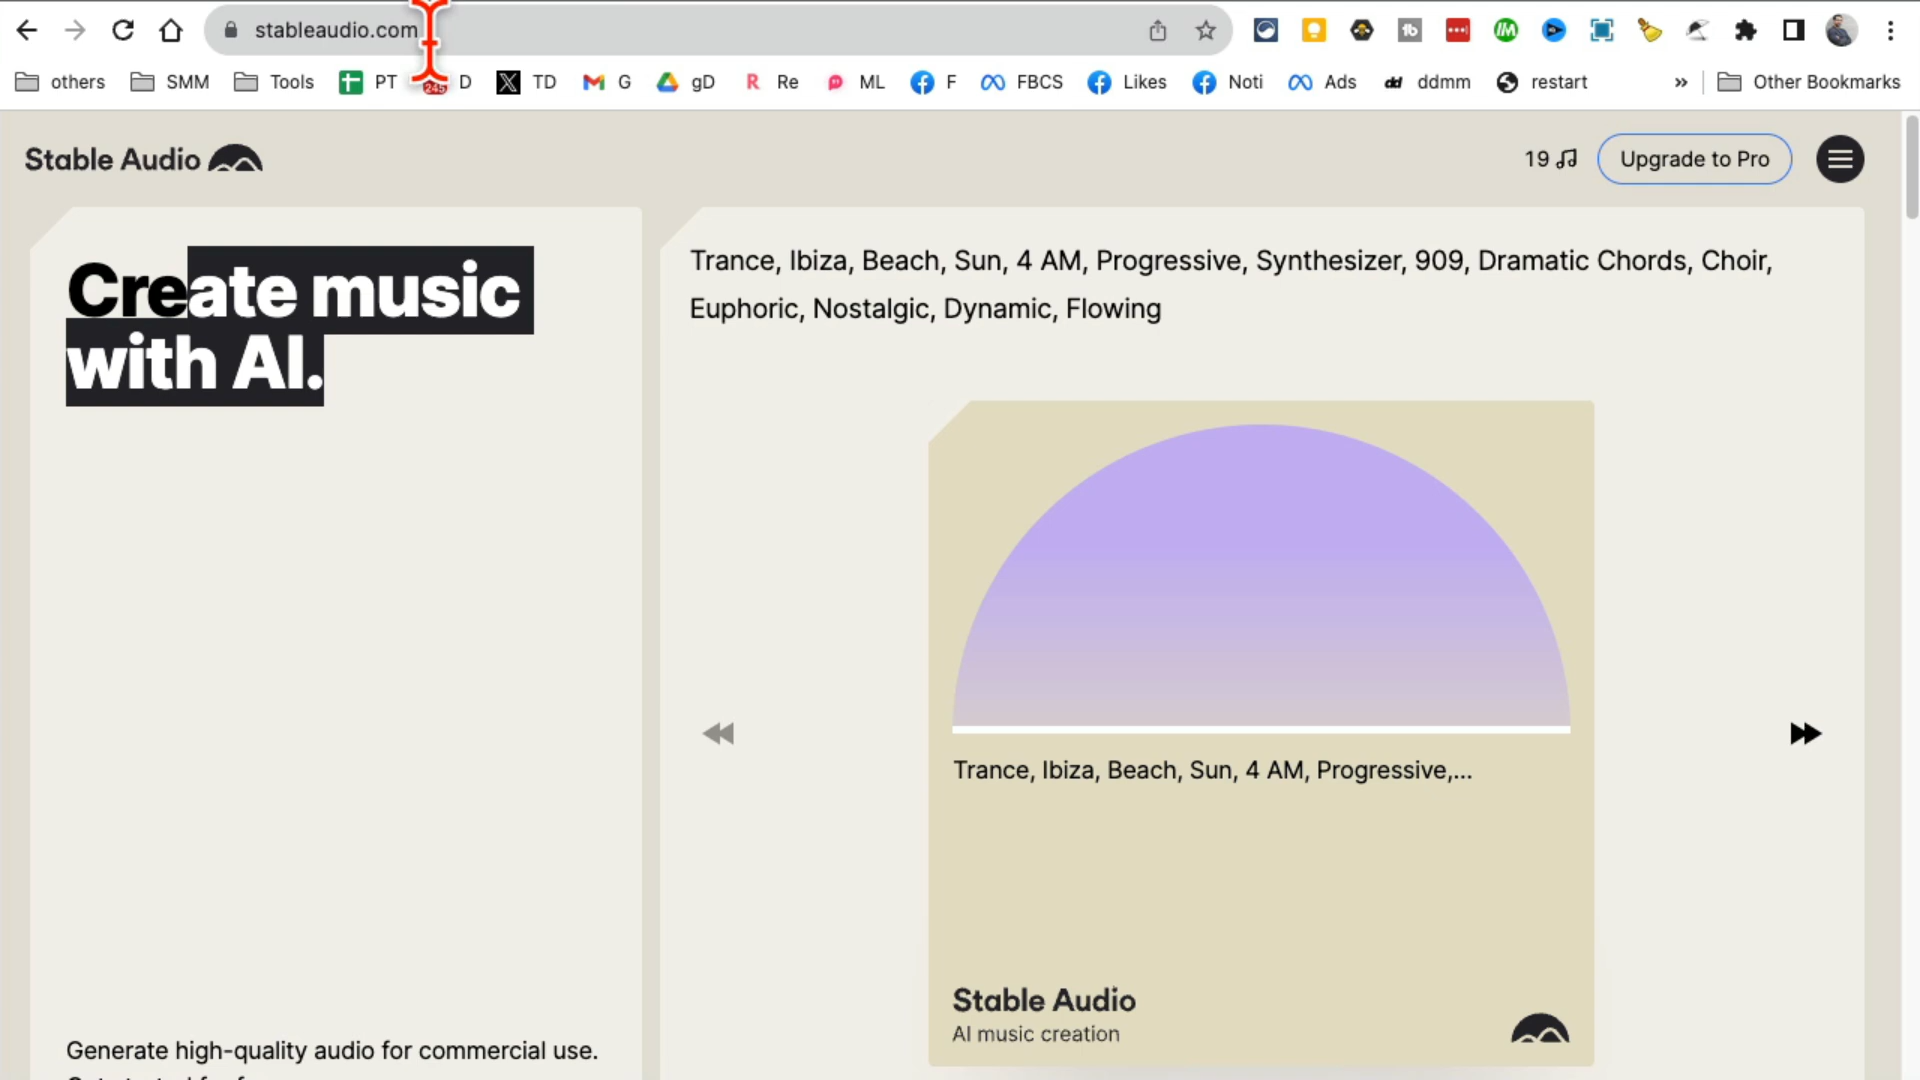 stableaudio.com
others SMM Tools PT 245 D TD G gD Re ML F FBCS Likes Noti Ads ddmm restart » Other Bookmarks
Stable Audio
19 Upgrade to Pro
Create music
with AI.
Trance, Ibiza, Beach, Sun, 4 AM, Progressive, Synthesizer, 909, Dramatic Chords, Choir,
Euphoric, Nostalgic, Dynamic, Flowing
Trance, Ibiza, Beach, Sun, 4 AM, Progressive,...
Stable Audio
AI music creation
Generate high-quality audio for commercial use.